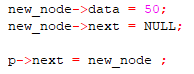 new_node->data = 50;
new_node->next = NULL;
p->next = new_node ;